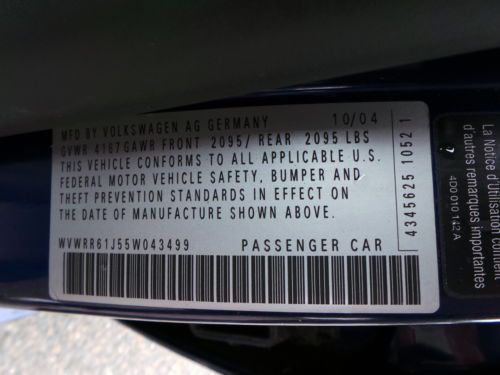 MFD BY VOLKSWAGEN AG GERMANY 10/04
GVWR 4167 GAWR FRONT 2095/ REAR 2095 LBS
THIS VEHICLE CONFORMS TO ALL APPLICABLE U.S.
FEDERAL MOTOR VEHICLE SAFETY, BUMPER AND
THEFT PREVENTION STANDARDS IN EFFECT ON
THE DATE OF MANUFACTURE SHOWN ABOVE.
WVWRR61J55W043499 PASSENGER CAR
4345625 1052 1
La Notice d'Utilisation contient
d'autres remarques importantes
4D0 010 142 A